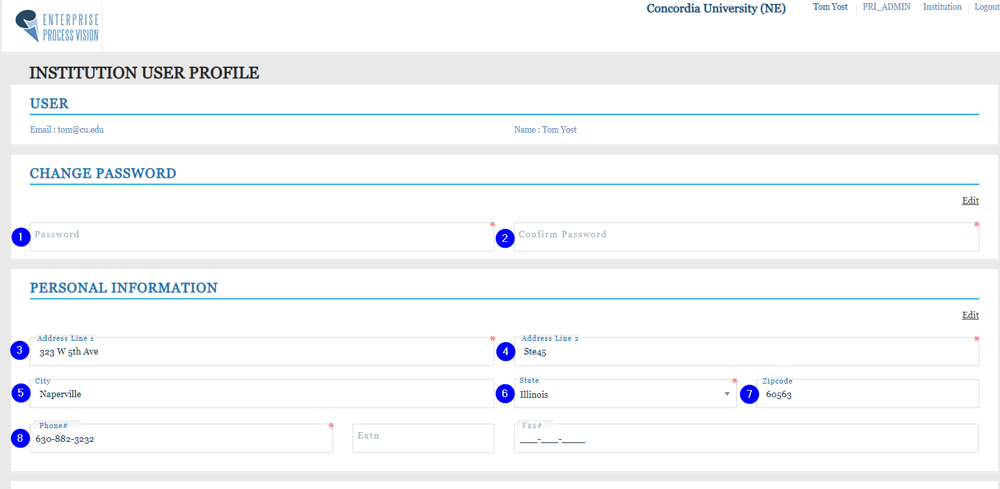 ENTERPRISE
PROCESS VISION
Concordia University (NE) Tom Yost PRI_ADMIN Institution Logout
INSTITUTION USER PROFILE
USER
Email : tom@cu.edu Name : Tom Yost
CHANGE PASSWORD
Edit
1 Password * 2 Confirm Password *
PERSONAL INFORMATION
Edit
Address Line 1 * Address Line 2 *
3 323 W 5th Ave 4 Ste45
City State * Zipcode
5 Naperville 6 Illinois 7 60563
Phone# * Fax#
8 630-882-3232 Extn ___-___-____